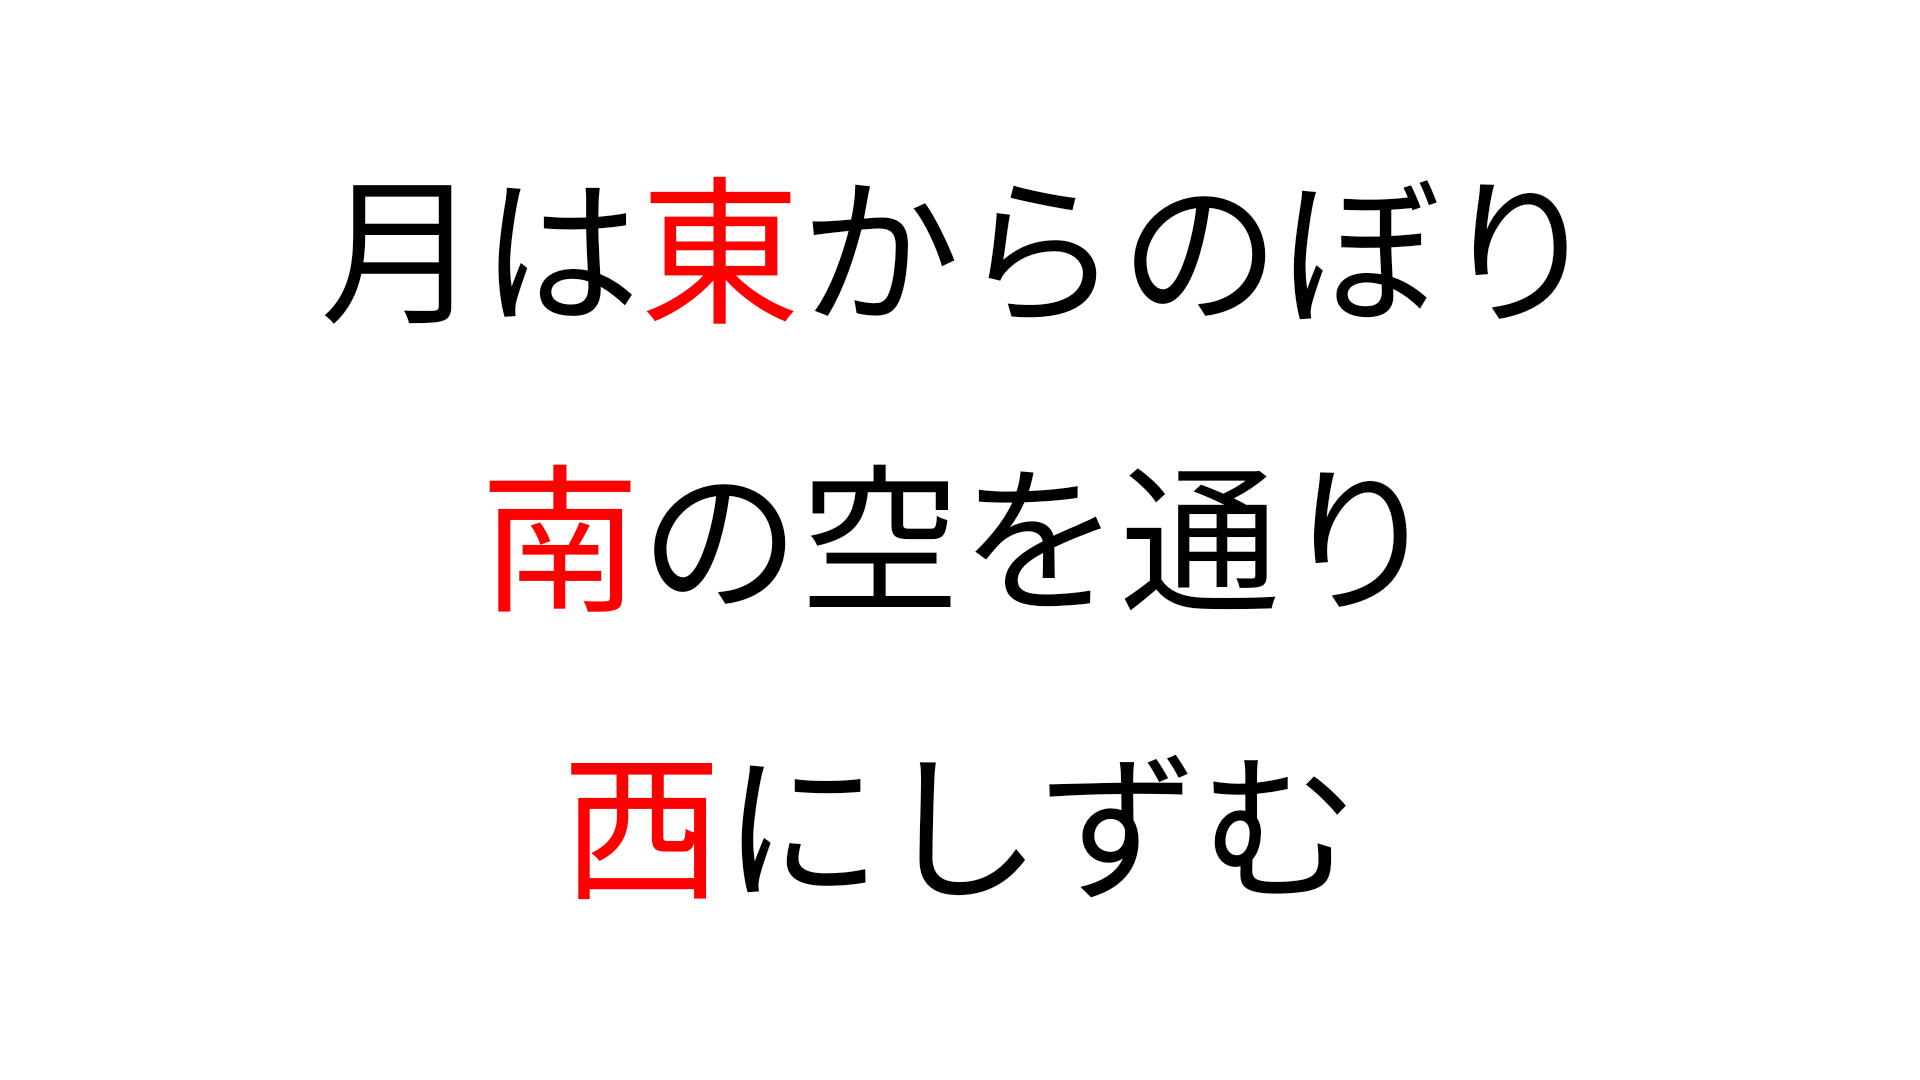 月は東からのぼり
南の空を通り
西にしずむ